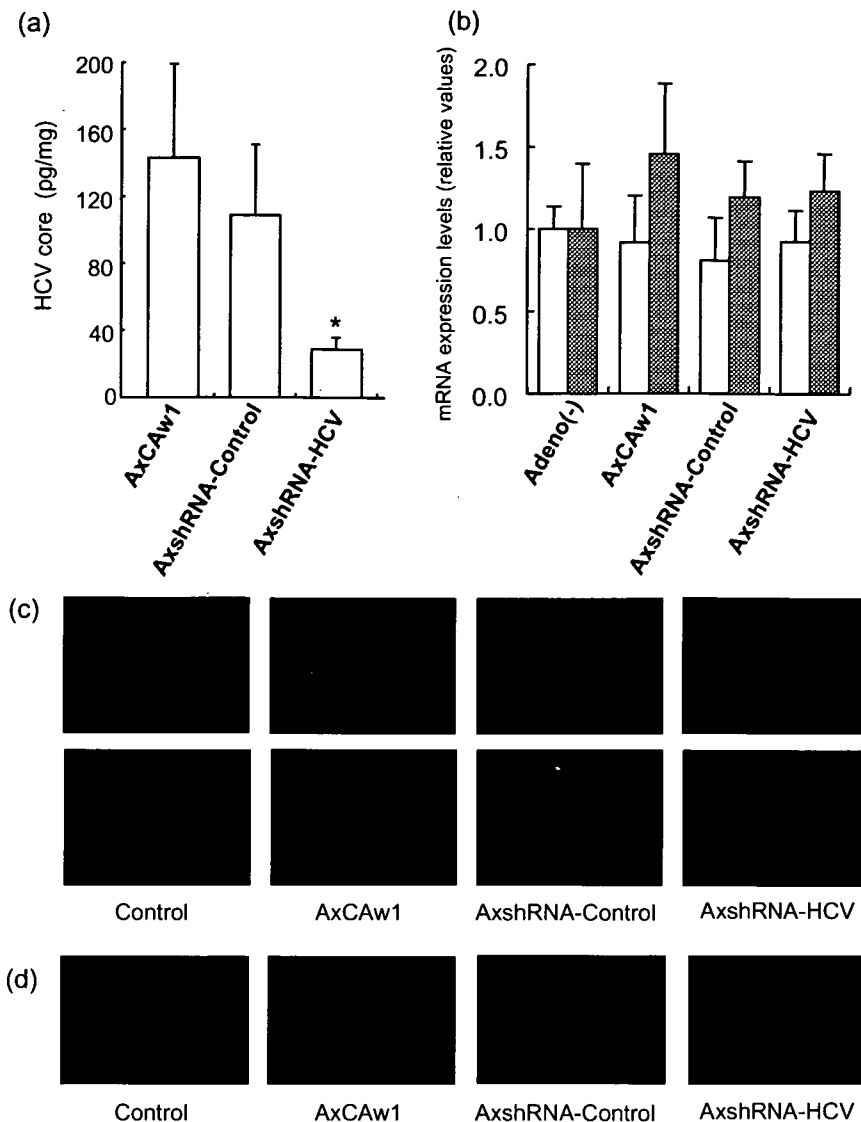 (a)
HCV core (pg/mg)
200
160
120
80
40
0
*
AxCAw1
AxshRNA-Control
AxshRNA-HCV
(b)
mRNA expression levels (relative values)
2.0
1.5
1.0
0.5
0.0
Adeno(-)
AxCAw1
AxshRNA-Control
AxshRNA-HCV
(c)
Control
AxCAw1
AxshRNA-Control
AxshRNA-HCV
(d)
Control
AxCAw1
AxshRNA-Control
AxshRNA-HCV